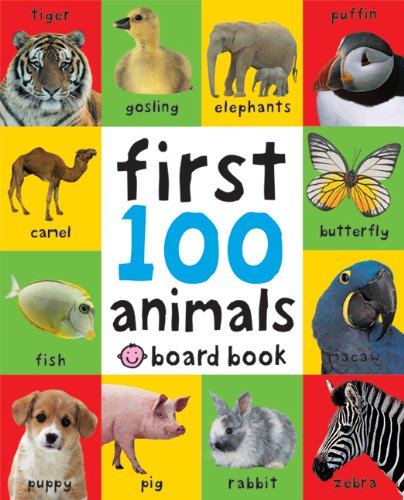 tiger
gosling
elephants
puffin
camel
first
100
animals
board book
butterfly
fish
macaw
puppy
pig
rabbit
zebra